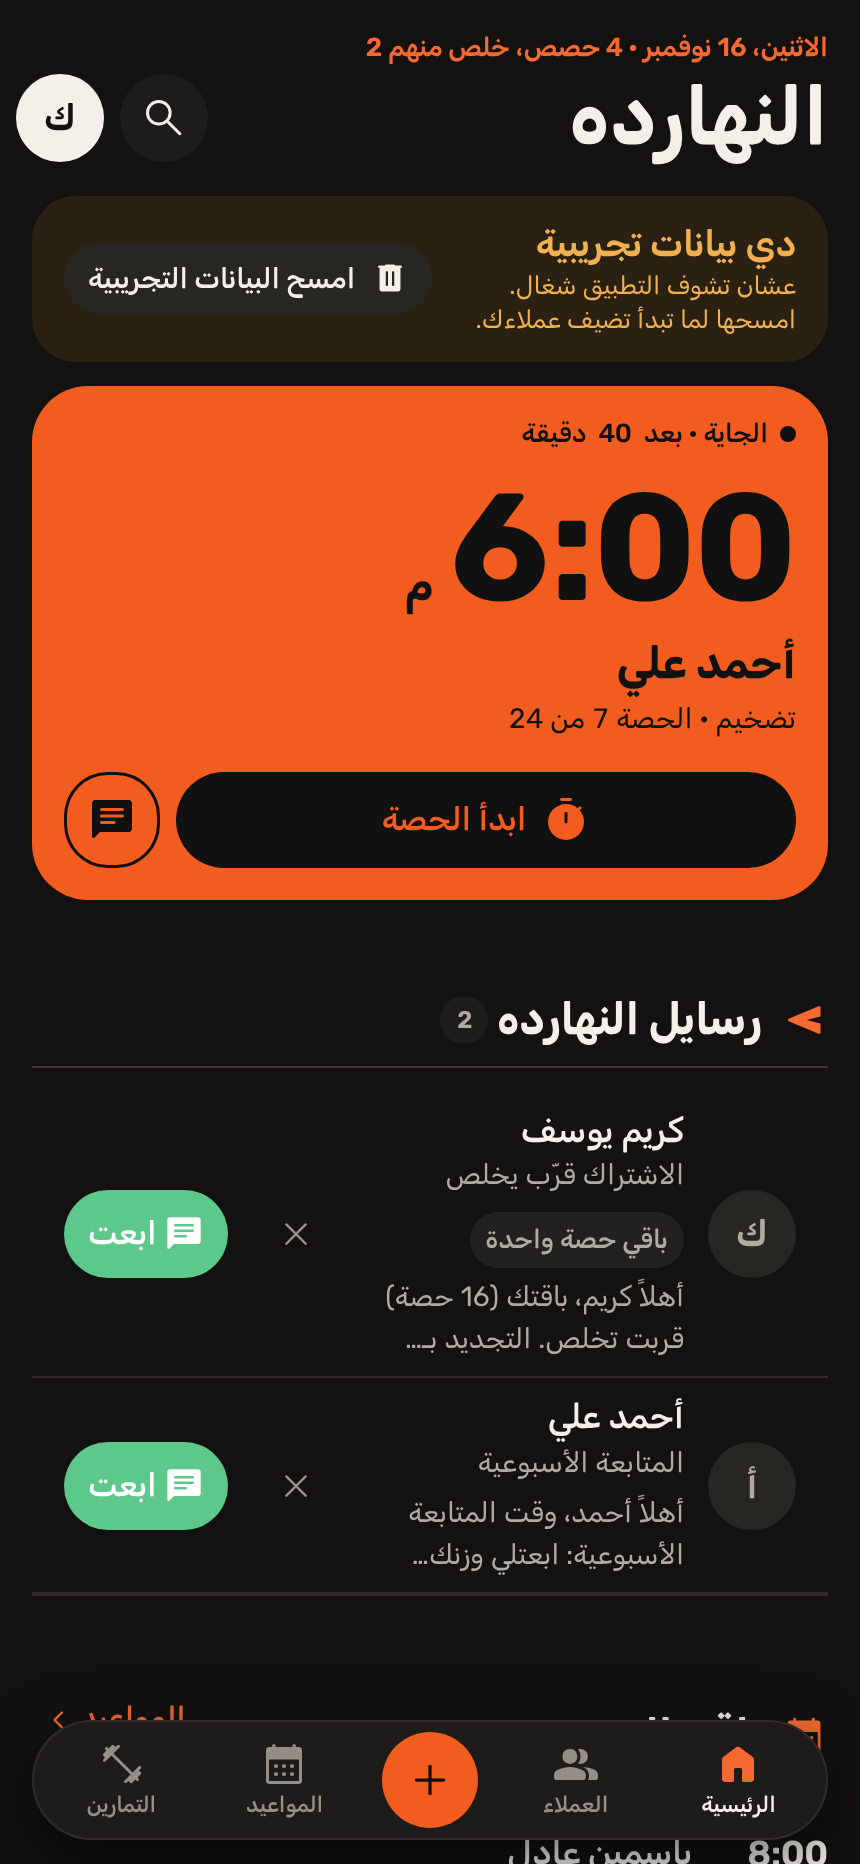 الاثنين، 16 نوفمبر • 4 حصص، خلص منهم 2
النهارده
ك
دي بيانات تجريبية
عشان تشوف التطبيق شغال.
امسحها لما تبدأ تضيف عملاءك.
امسح البيانات التجريبية
الجاية • بعد 40 دقيقة
6:00 م
أحمد علي
تضخيم • الحصة 7 من 24
ابدأ الحصة
رسايل النهارده 2
كريم يوسف
الاشتراك قرّب يخلص
ك
باقي حصة واحدة
ابعت
أهلاً كريم، باقتك (16 حصة)
قربت تخلص. التجديد بـ...
أحمد علي
المتابعة الأسبوعية
أ
ابعت
أهلاً أحمد، وقت المتابعة
الأسبوعية: ابعتلي وزنك...
المواعيد
الرئيسية
العملاء
المواعيد
التمارين
8:00 ياسمين عادل